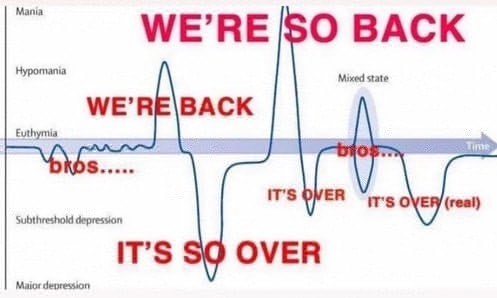 Mania
WE'RE SO BACK
Hypomania
Mixed state
WE'RE BACK
Euthymia
Time
bros.....
bros....
IT'S OVER
IT'S OVER (real)
Subthreshold depression
IT'S SO OVER
Major depression